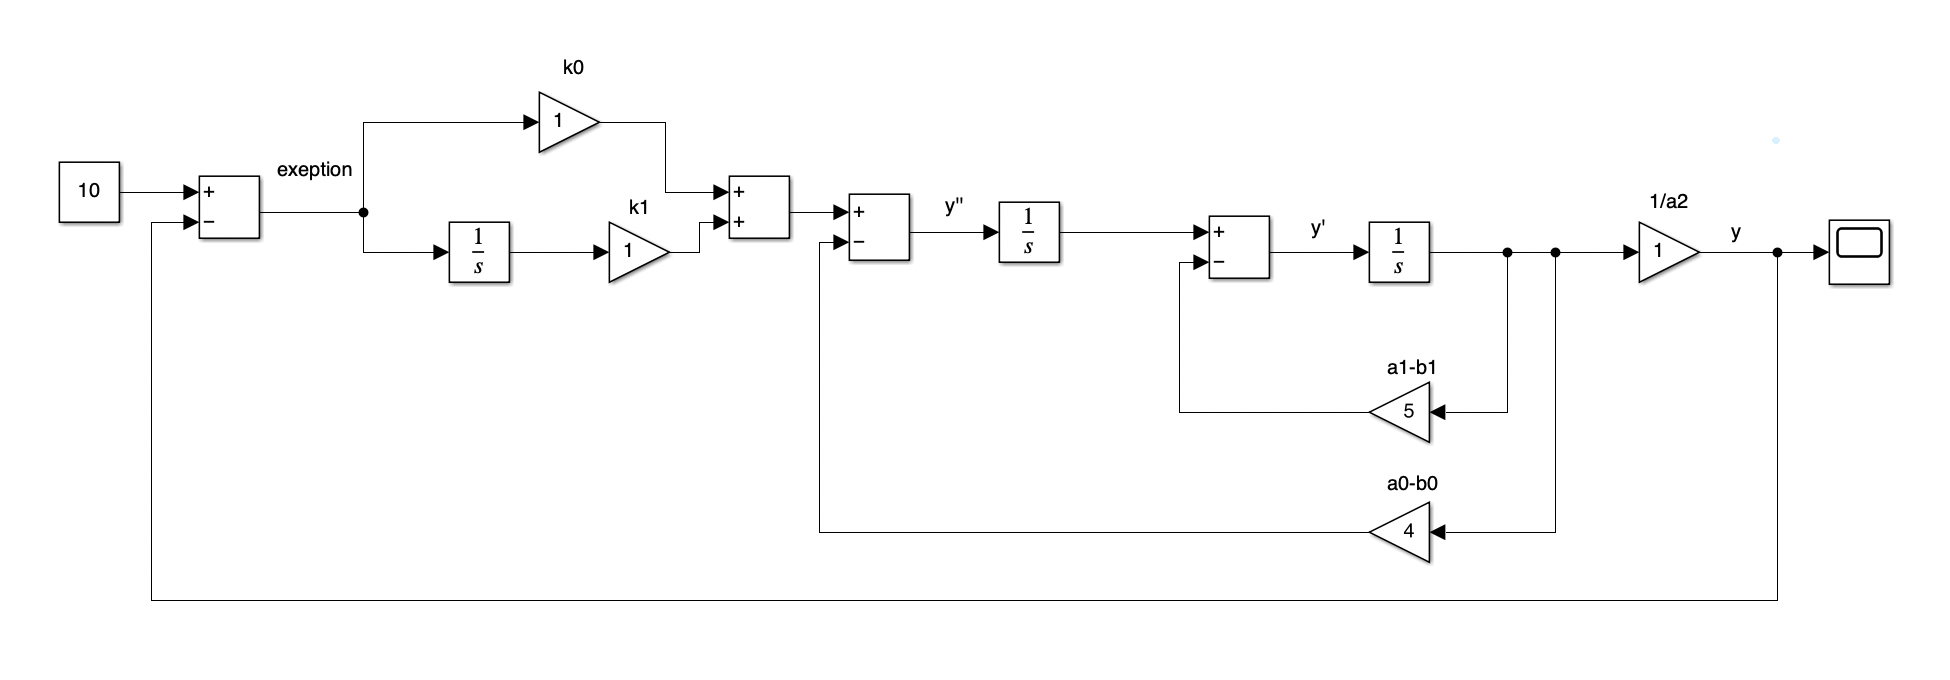 k0
1
10
+
−
exeption
1
s
k1
1
+
+
+
−
y''
1
s
+
−
y'
1
s
1/a2
1
y
a1-b1
5
a0-b0
4